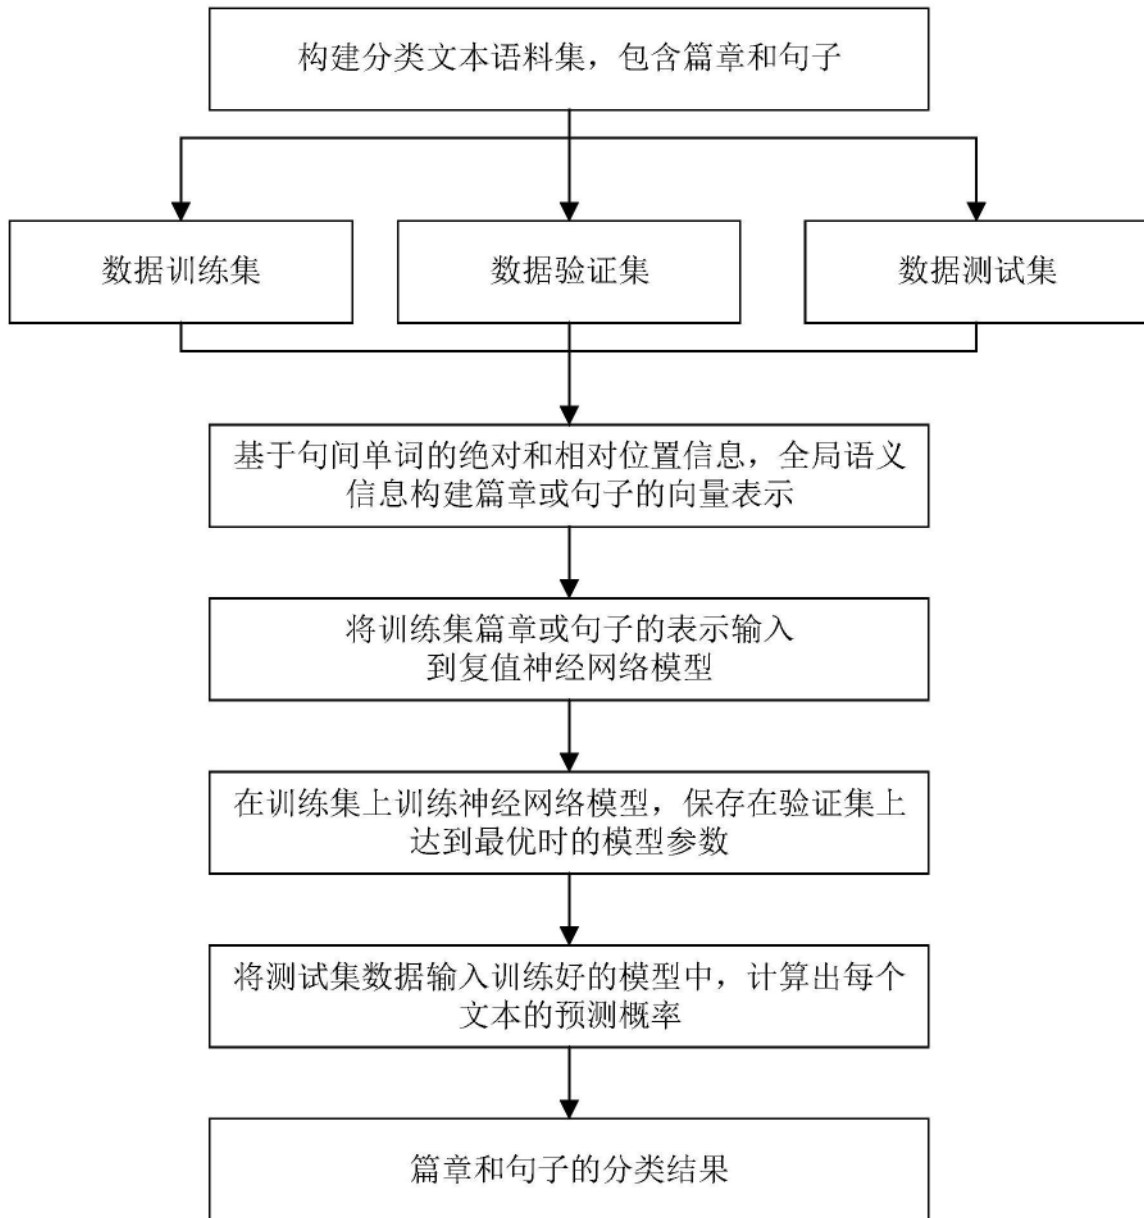 构建分类文本语料集，包含篇章和句子
数据训练集
数据验证集
数据测试集
基于句间单词的绝对和相对位置信息，全局语义
信息构建篇章或句子的向量表示
将训练集篇章或句子的表示输入
到复值神经网络模型
在训练集上训练神经网络模型，保存在验证集上
达到最优时的模型参数
将测试集数据输入训练好的模型中，计算出每个
文本的预测概率
篇章和句子的分类结果